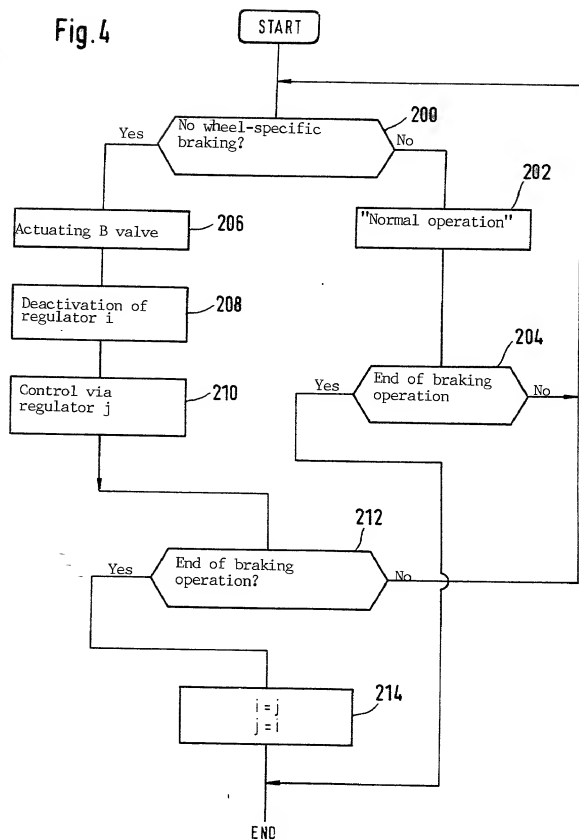 Fig.4
START
200
No wheel-specific
braking?
Yes
No
202
"Normal operation"
206
Actuating B valve
208
Deactivation of
regulator i
204
End of braking
operation
Yes
No
210
Control via
regulator j
212
End of braking
operation?
Yes
No
214
i = j
j = i
END